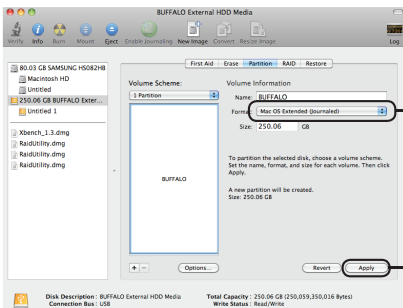 BUFFALO External HDD Media
Verify Info Burn Mount Eject Enable Journaling New Image Convert Resize Image Log
First Aid Erase Partition RAID Restore
80.03 GB SAMSUNG HS082HB
Macintosh HD
Untitled
250.06 GB BUFFALO Exter...
Untitled 1
Xbench_1.3.dmg
RaidUtility.dmg
RaidUtility.dmg
RaidUtility.dmg
Volume Scheme:
1 Partition
BUFFALO
+ − Options...
Volume Information
Name: BUFFALO
Format: Mac OS Extended (Journaled)
Size: 250.06 GB
To partition the selected disk, choose a volume scheme.
Set the name, format, and size for each volume. Then click
Apply.
A new partition will be created.
Size: 250.06 GB
Revert Apply
Disk Description : BUFFALO External HDD Media Total Capacity : 250.06 GB (250,059,350,016 Bytes)
Connection Bus : USB Write Status : Read/Write